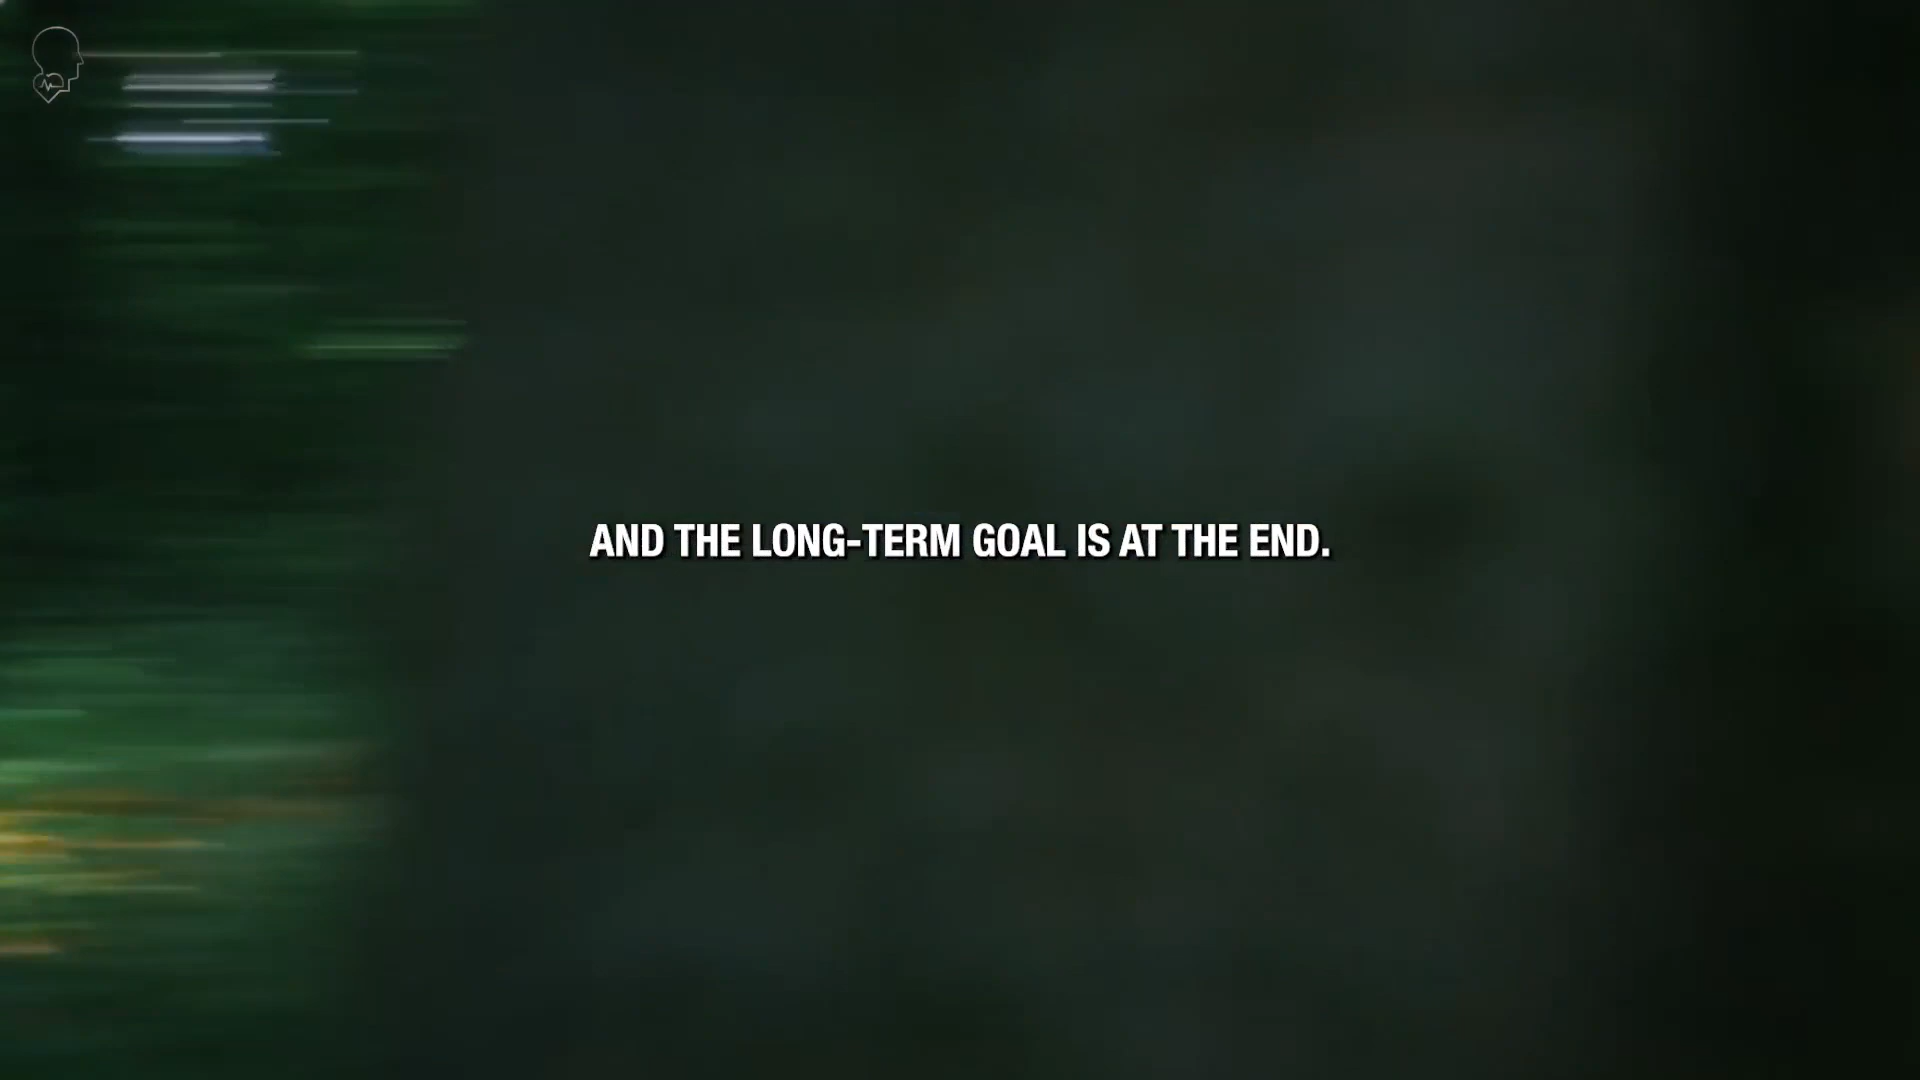 AND THE LONG-TERM GOAL IS AT THE END.